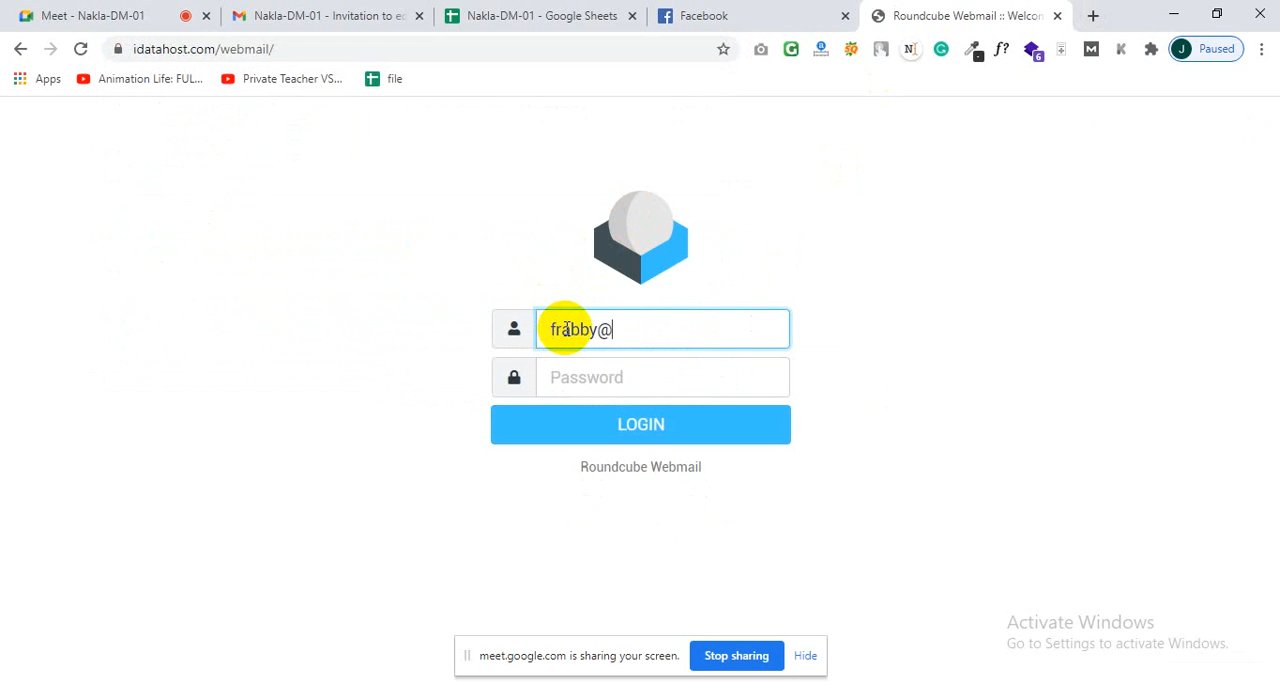 Meet - Nakla-DM-01
Nakla-DM-01 - Invitation to ec
Nakla-DM-01 - Google Sheets
Facebook
Roundcube Webmail :: Welcon
idatahost.com/webmail/
J Paused
Apps
Animation Life: FUL...
Private Teacher VS...
file
frabby@
Password
LOGIN
Roundcube Webmail
Activate Windows
Go to Settings to activate Windows.
meet.google.com is sharing your screen.
Stop sharing
Hide